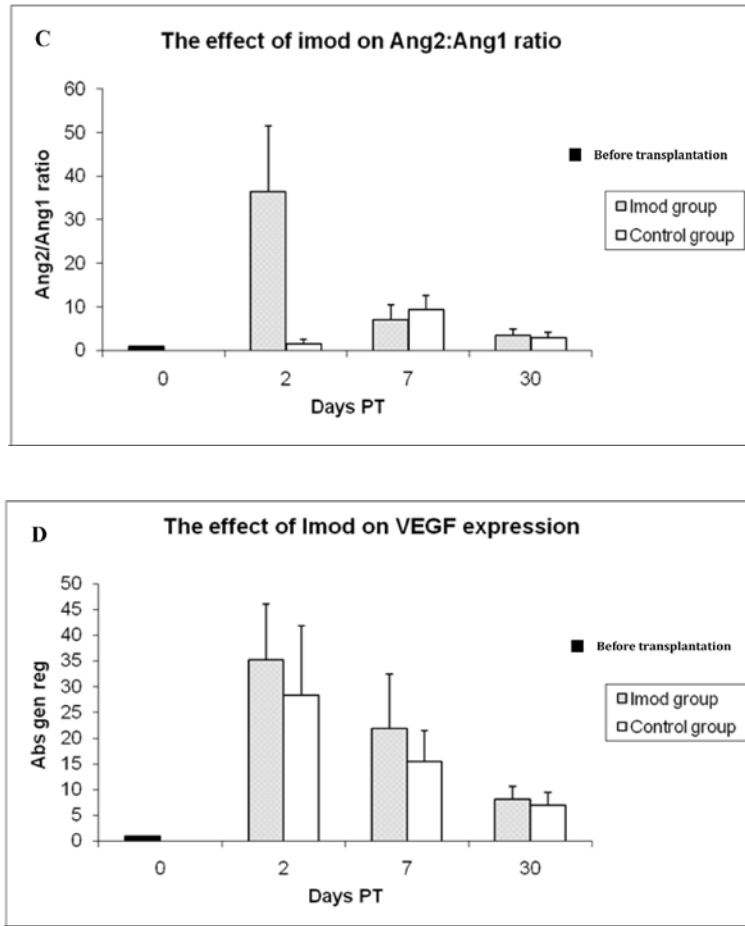 C
The effect of imod on Ang2:Ang1 ratio
60
50
40
30
20
10
0
Ang2/Ang1 ratio
0 2 7 30
Days PT
Before transplantation
Imod group
Control group
D
The effect of Imod on VEGF expression
50
45
40
35
30
25
20
15
10
5
0
Abs gen reg
0 2 7 30
Days PT
Before transplantation
Imod group
Control group